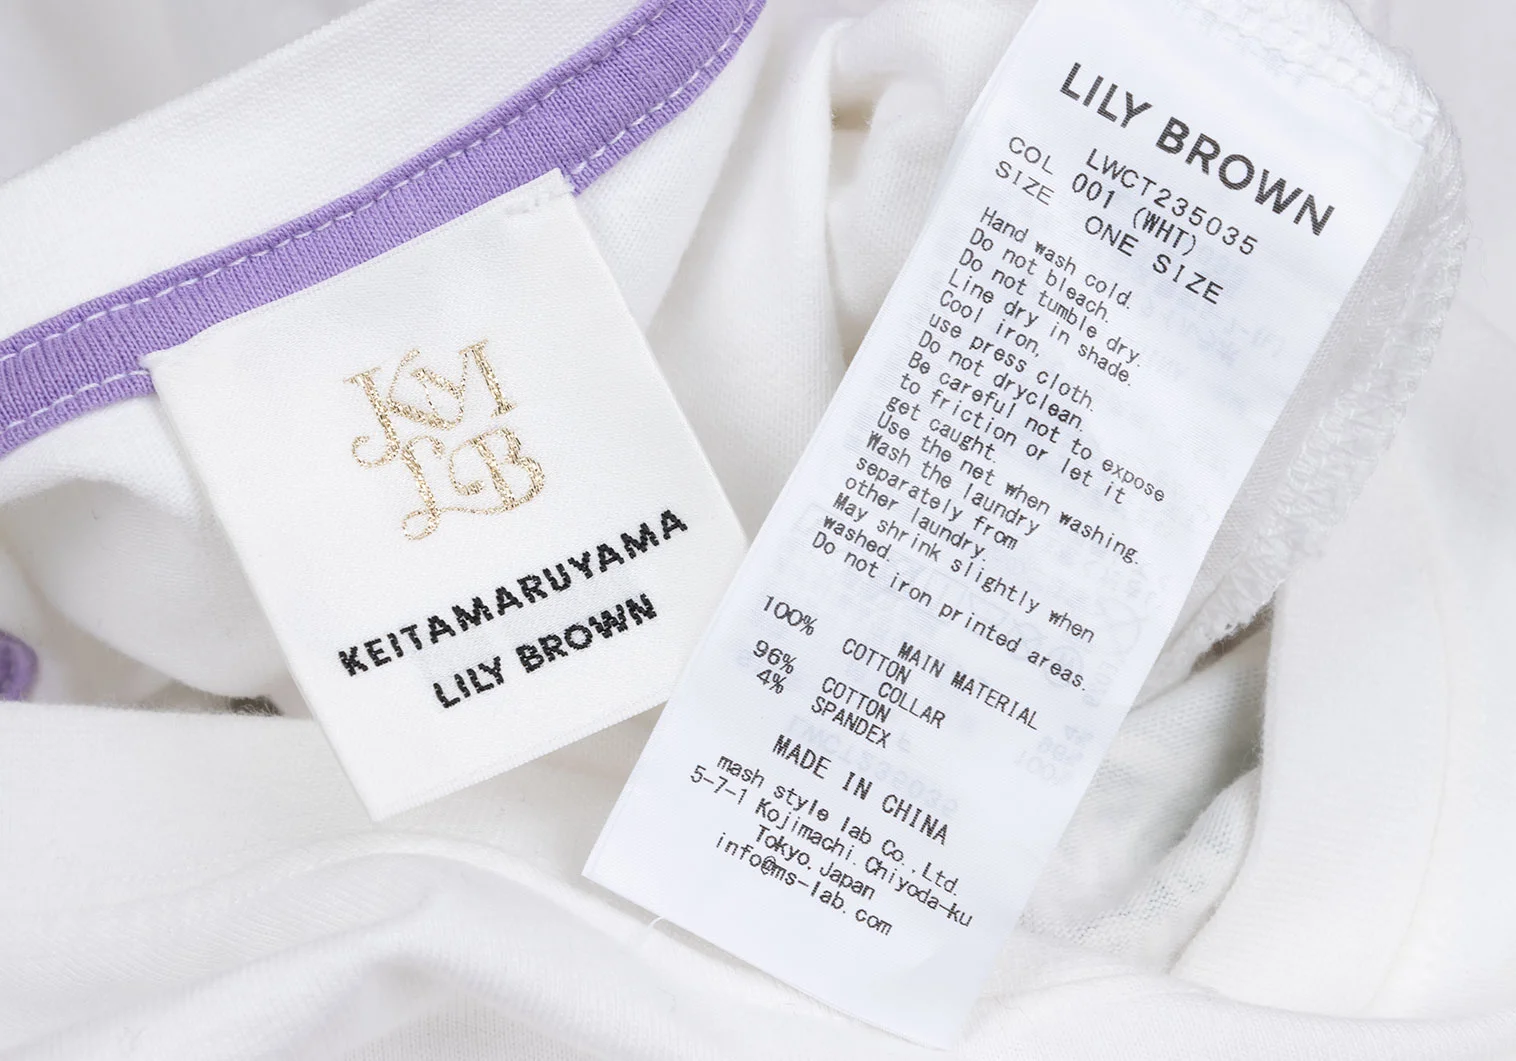 KM
LB
KEITAMARUYAMA
LILY BROWN
LILY BROWN
LWCT235035
COL 001 (WHT)
SIZE ONE SIZE
Hand wash cold.
Do not bleach.
Do not tumble dry.
Line dry in shade.
Cool iron,
use press cloth.
Do not dryclean.
Be careful not to expose
to friction or let it
get caught.
Use the net when washing.
Wash the laundry
separately from
other laundry.
May shrink slightly when
washed.
Do not iron printed areas.
MAIN MATERIAL
100% COTTON
COLLAR
96% COTTON
4% SPANDEX
MADE IN CHINA
mash style lab Co.,Ltd.
5-7-1 Kojimachi Chiyoda-ku
Tokyo,Japan
info@ms-lab.com